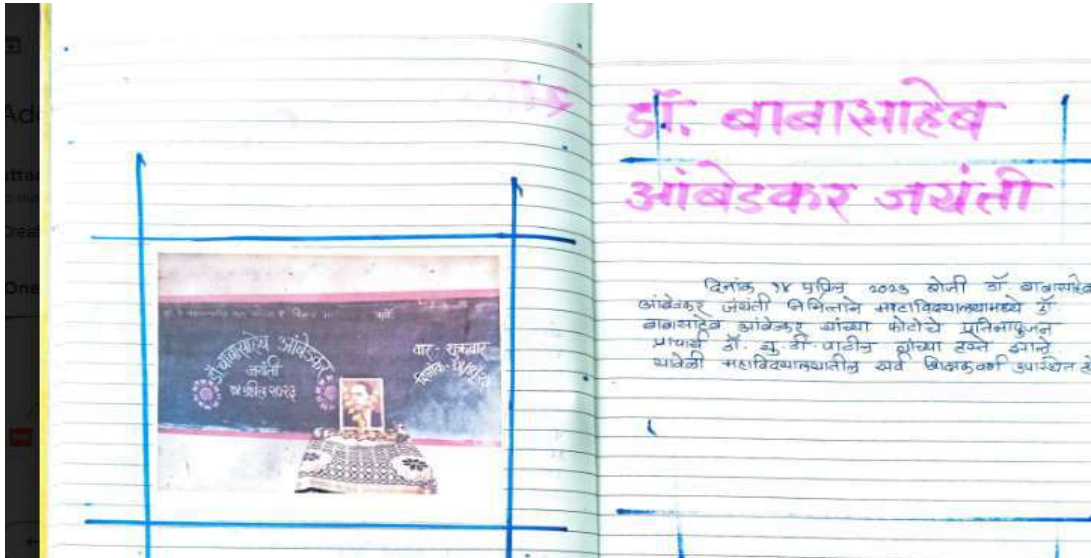 डॉ. बाबासाहेब
आंबेडकर जयंती
दिनांक १४ एप्रिल २०२३ रोजी डॉ. बाबासाहेब
आंबेडकर जयंती निमित्ताने महाविद्यालयामध्ये डॉ.
बाबासाहेब आंबेडकर यांच्या फोटोचे प्रतिमापूजन
प्राचार्य डॉ. यु. डी. पाटील यांच्या हस्ते झाले
यावेळी महाविद्यालयातील सर्व शिक्षकवर्ग उपस्थित
डॉ बाबासाहेब आंबेडकर
जयंती
१४ एप्रिल २०२३
वार - शुक्रवार
दिनांक